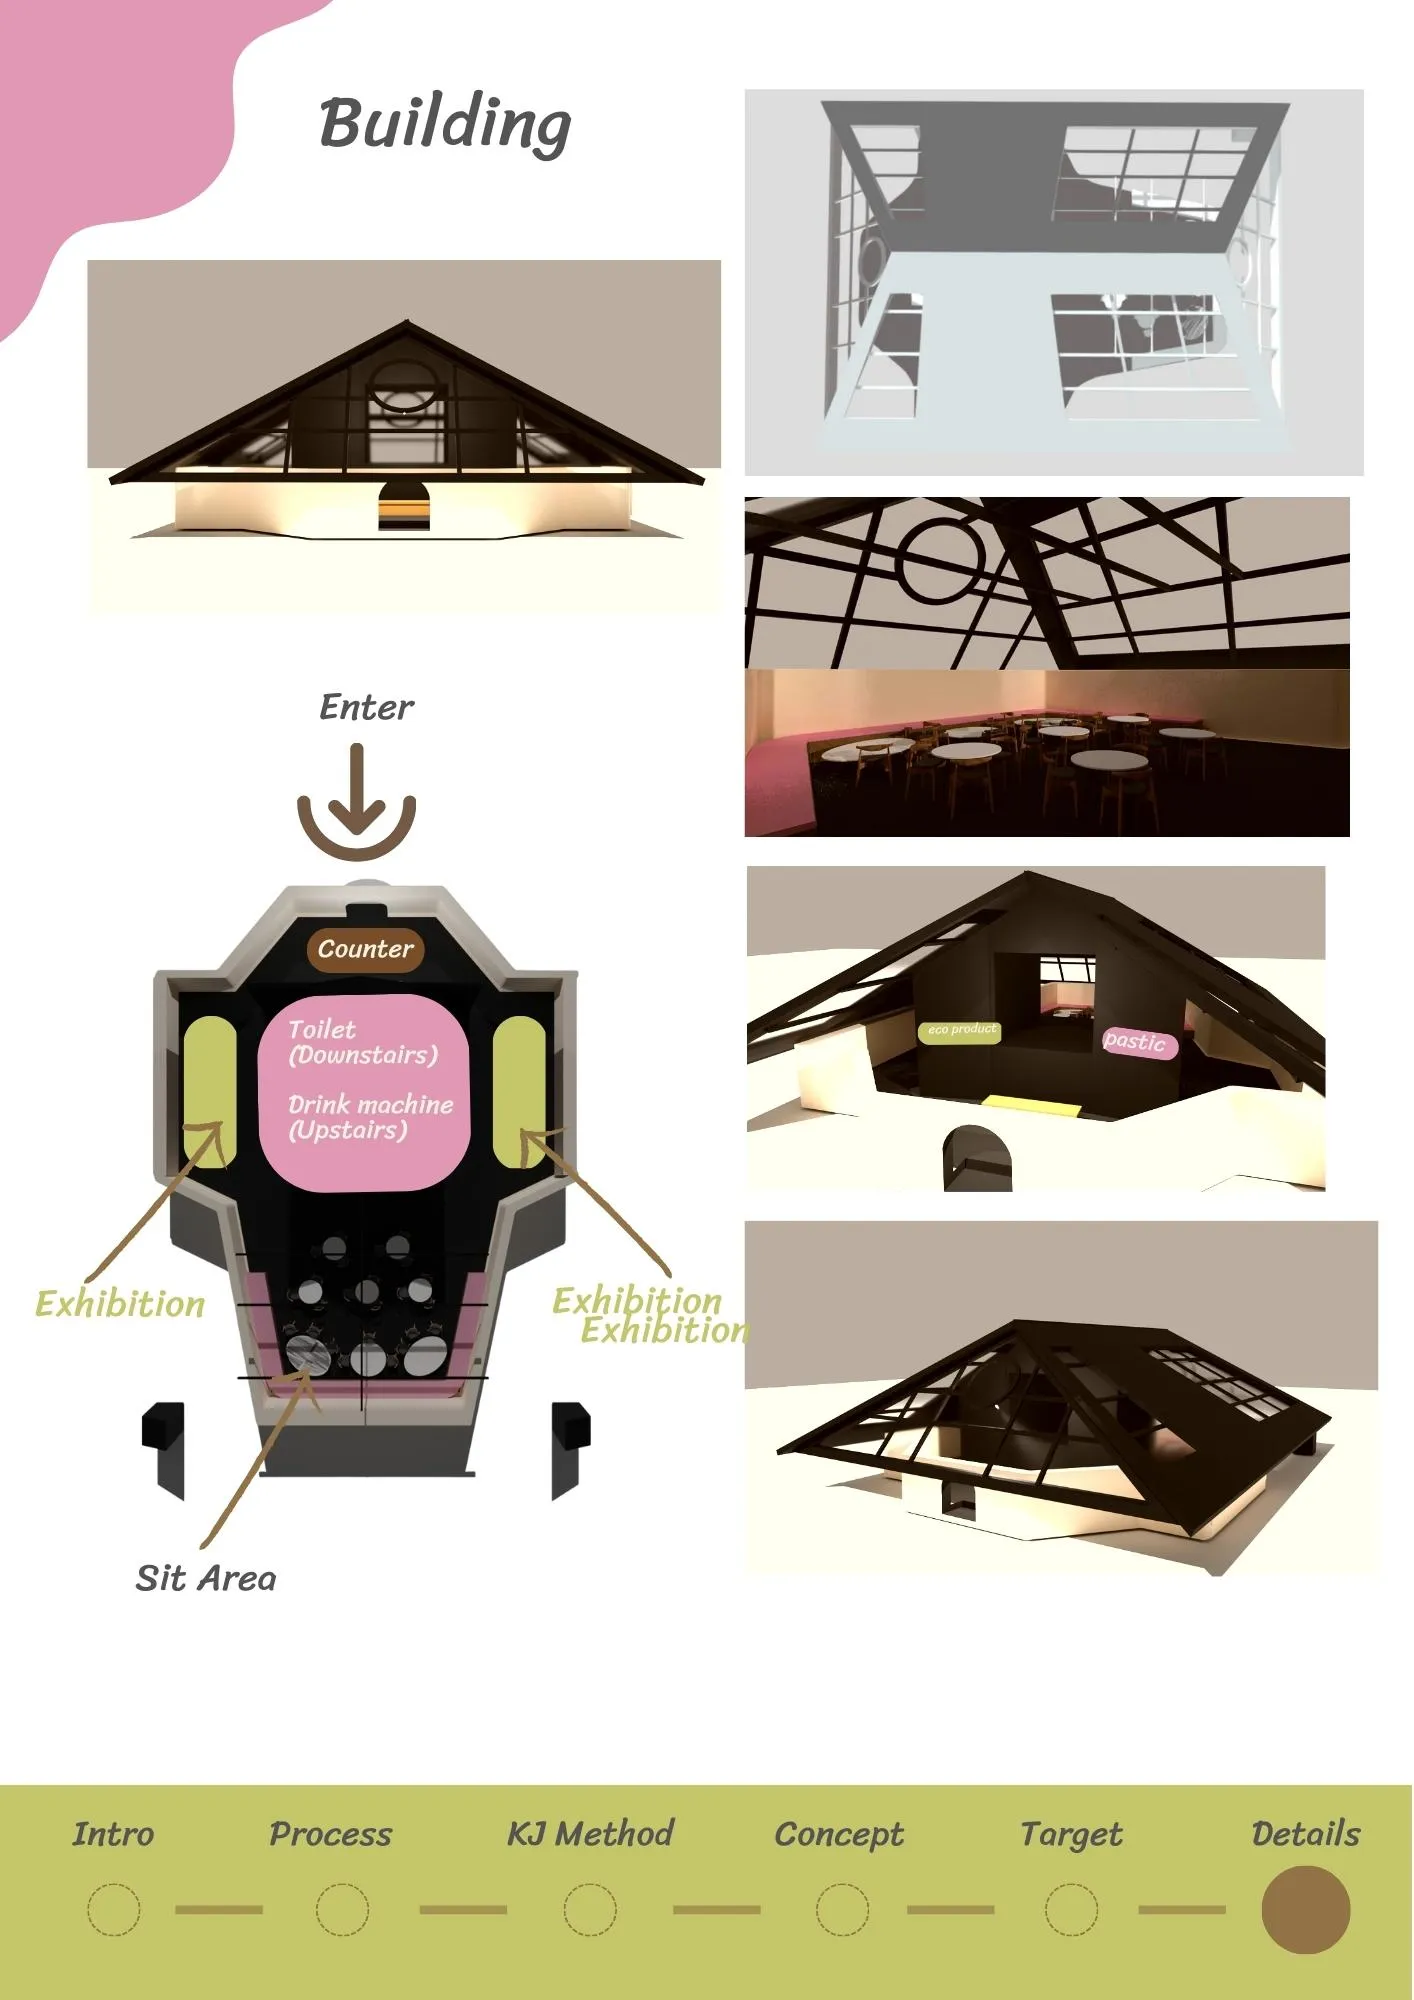 Building
Enter
Counter
Toilet
(Downstairs)
Drink machine
(Upstairs)
Exhibition
Exhibition
Exhibition
Sit Area
eco product
pastic
Intro
Process
KJ Method
Concept
Target
Details